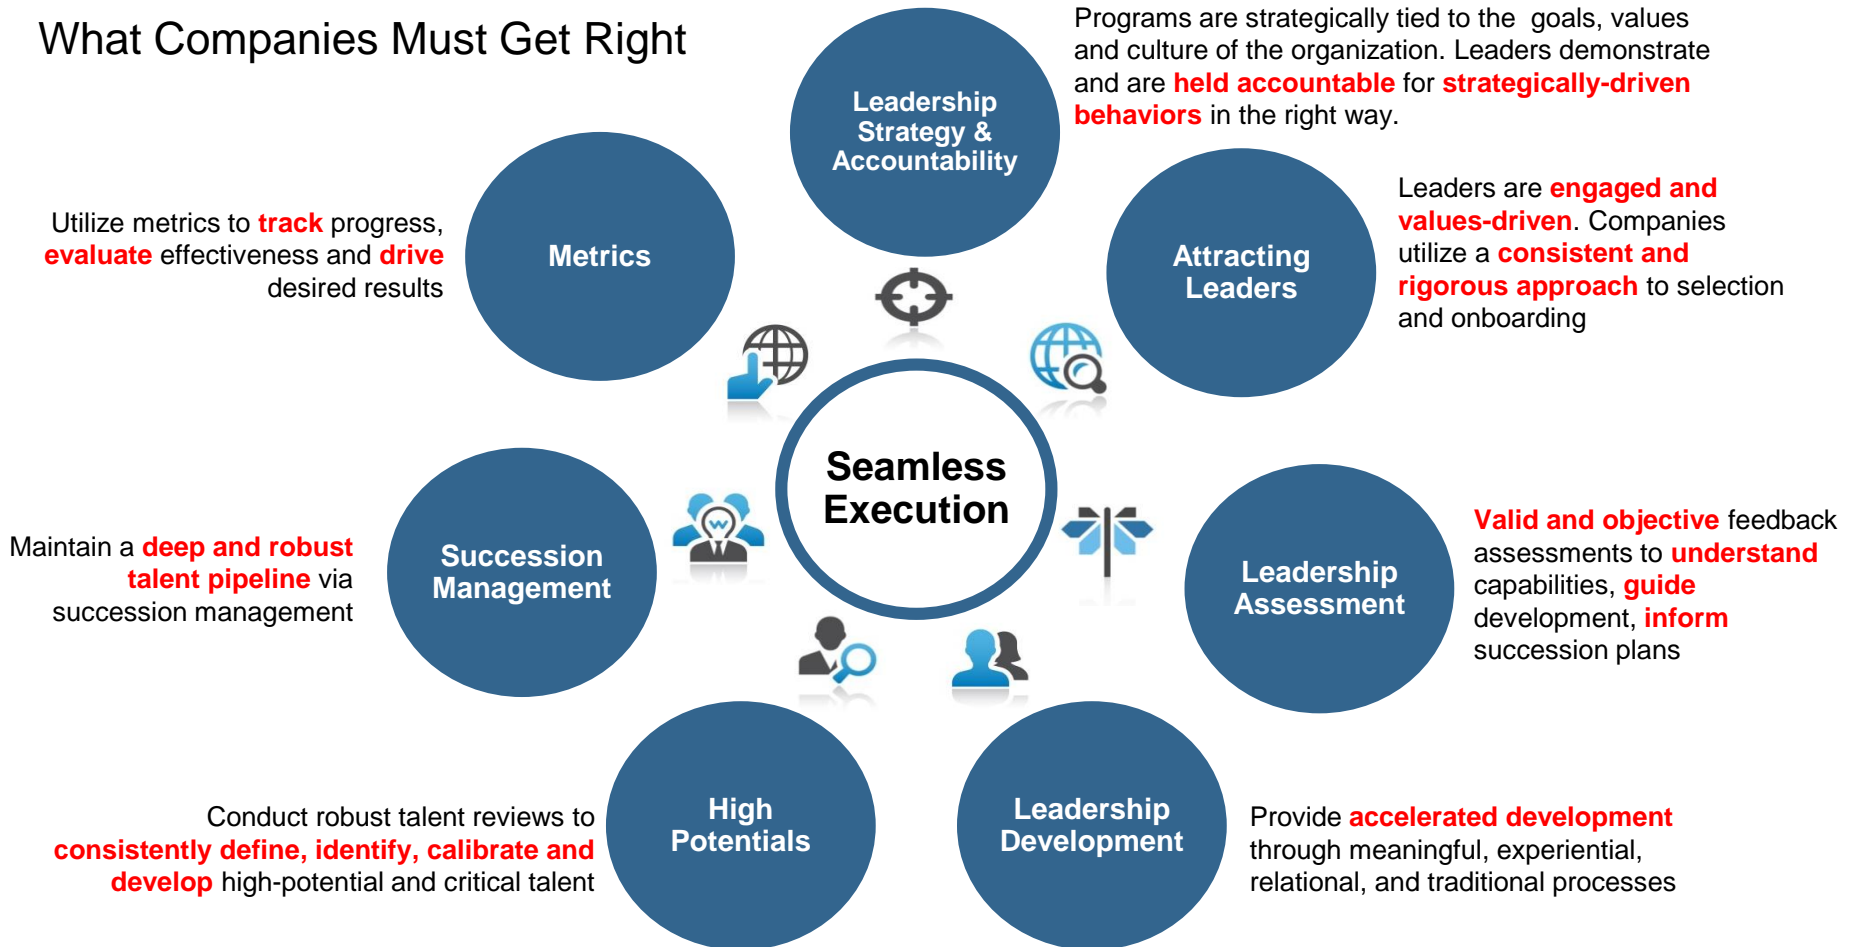 What Companies Must Get Right
Leadership
Strategy &
Accountability
Programs are strategically tied to the goals, values
and culture of the organization. Leaders demonstrate
and are held accountable for strategically-driven
behaviors in the right way.
Attracting
Leaders
Leaders are engaged and
values-driven. Companies
utilize a consistent and
rigorous approach to selection
and onboarding
Leadership
Assessment
Valid and objective feedback
assessments to understand
capabilities, guide
development, inform
succession plans
Leadership
Development
Provide accelerated development
through meaningful, experiential,
relational, and traditional processes
High
Potentials
Conduct robust talent reviews to
consistently define, identify, calibrate and
develop high-potential and critical talent
Succession
Management
Maintain a deep and robust
talent pipeline via
succession management
Metrics
Utilize metrics to track progress,
evaluate effectiveness and drive
desired results
Seamless
Execution